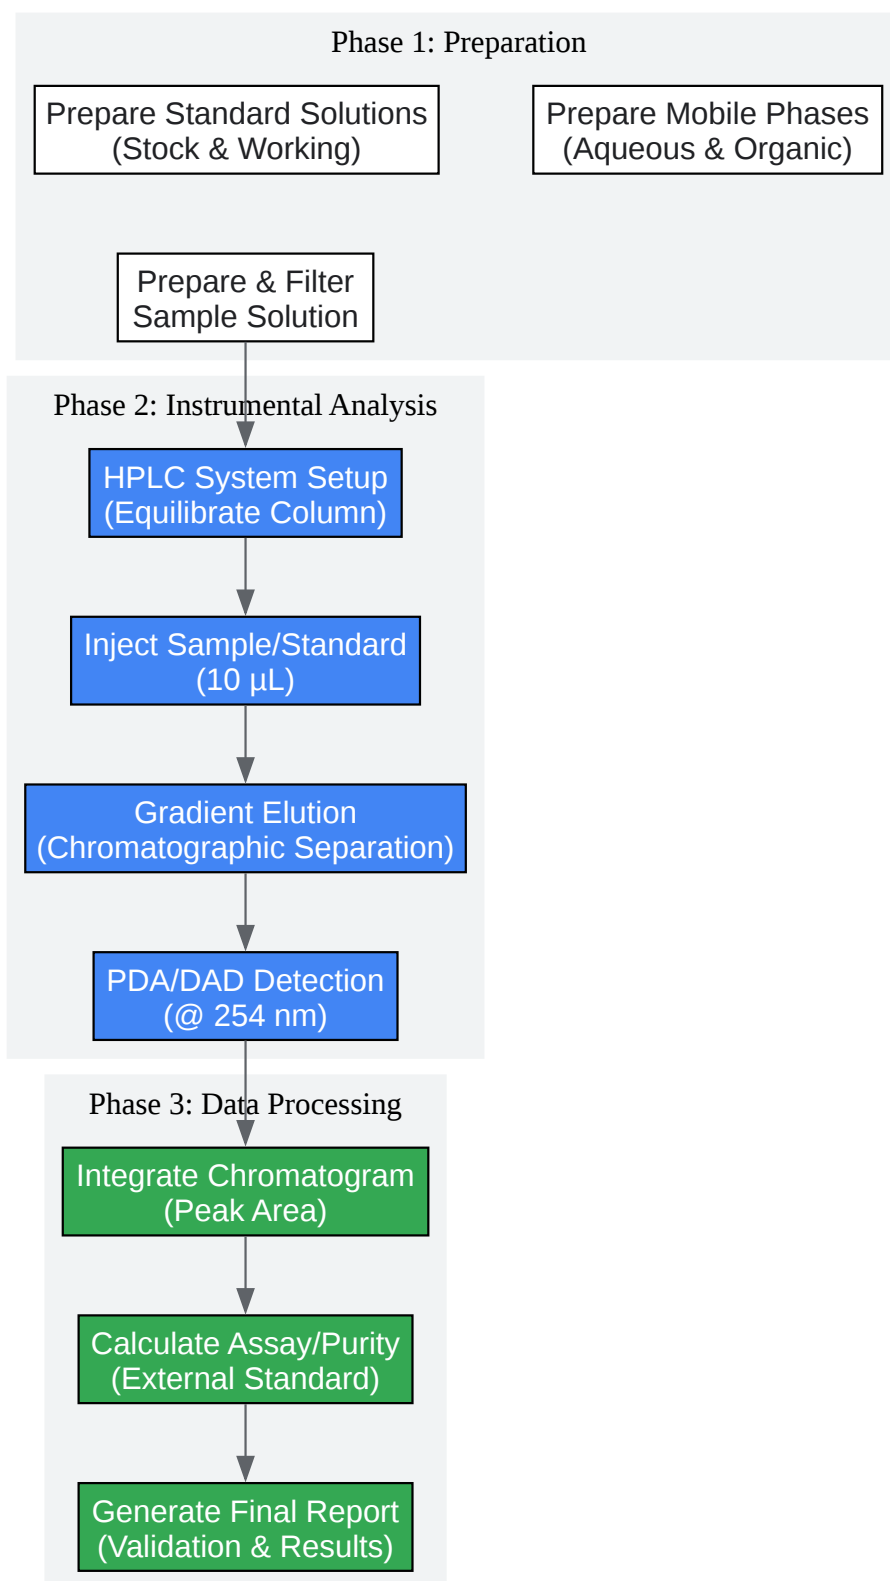 Phase 1: Preparation
Prepare Standard Solutions
(Stock & Working)
Prepare Mobile Phases
(Aqueous & Organic)
Prepare & Filter
Sample Solution
Phase 2: Instrumental Analysis
HPLC System Setup
(Equilibrate Column)
Inject Sample/Standard
(10 µL)
Gradient Elution
(Chromatographic Separation)
PDA/DAD Detection
(@ 254 nm)
Phase 3: Data Processing
Integrate Chromatogram
(Peak Area)
Calculate Assay/Purity
(External Standard)
Generate Final Report
(Validation & Results)